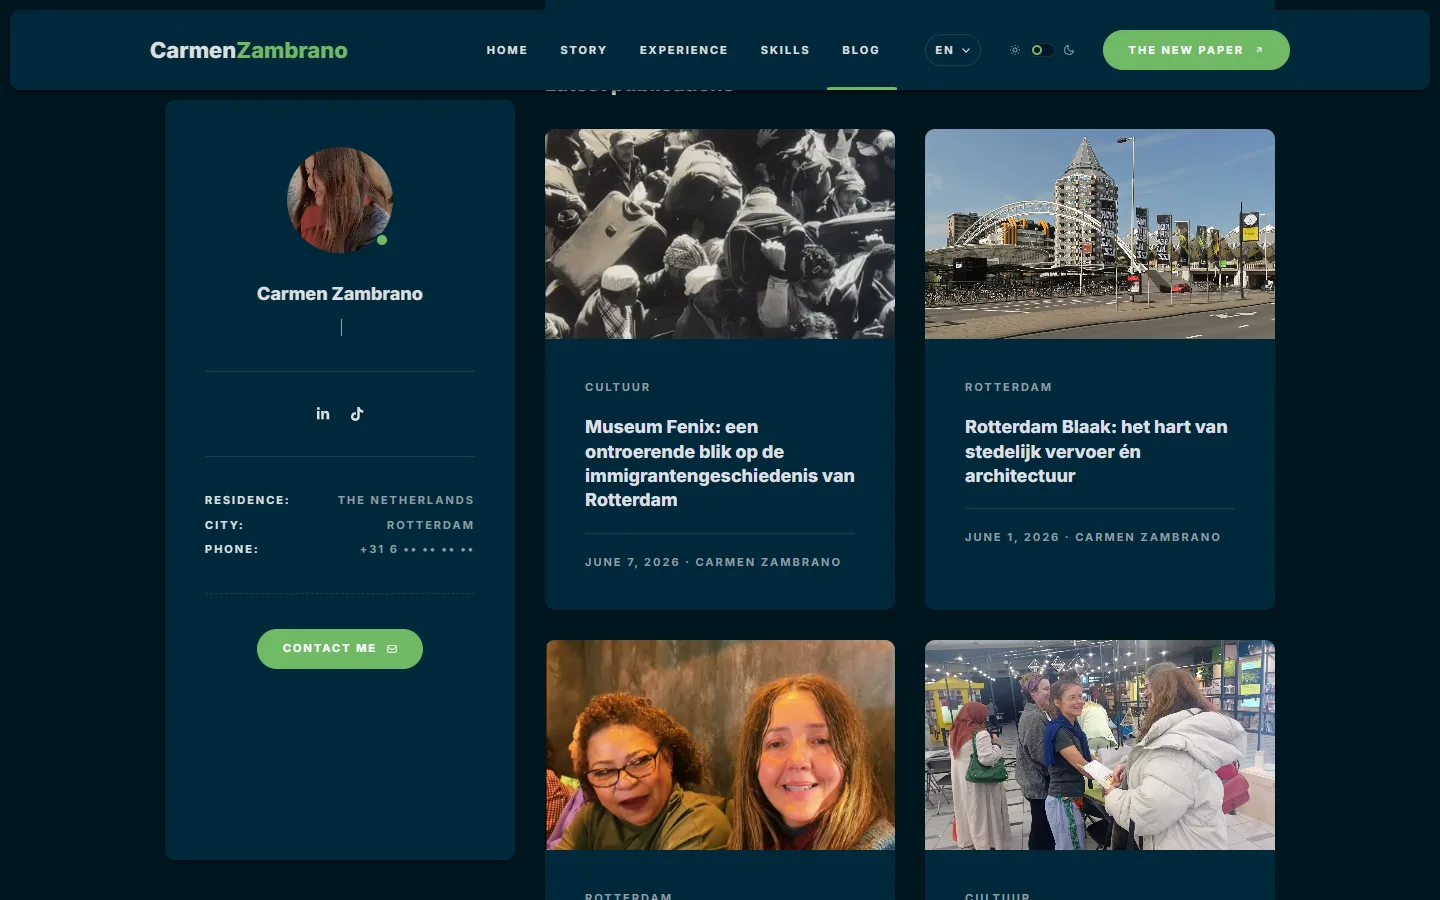 CarmenZambrano
HOME
STORY
EXPERIENCE
SKILLS
BLOG
EN
THE NEW PAPER
Latest publications
Carmen Zambrano
RESIDENCE: THE NETHERLANDS
CITY: ROTTERDAM
PHONE: +31 6 •• •• •• ••
CONTACT ME
CULTUUR
Museum Fenix: een
ontroerende blik op de
immigrantengeschiedenis van
Rotterdam
JUNE 7, 2026 · CARMEN ZAMBRANO
ROTTERDAM
Rotterdam Blaak: het hart van
stedelijk vervoer én
architectuur
JUNE 1, 2026 · CARMEN ZAMBRANO
ROTTERDAM
CULTUUR